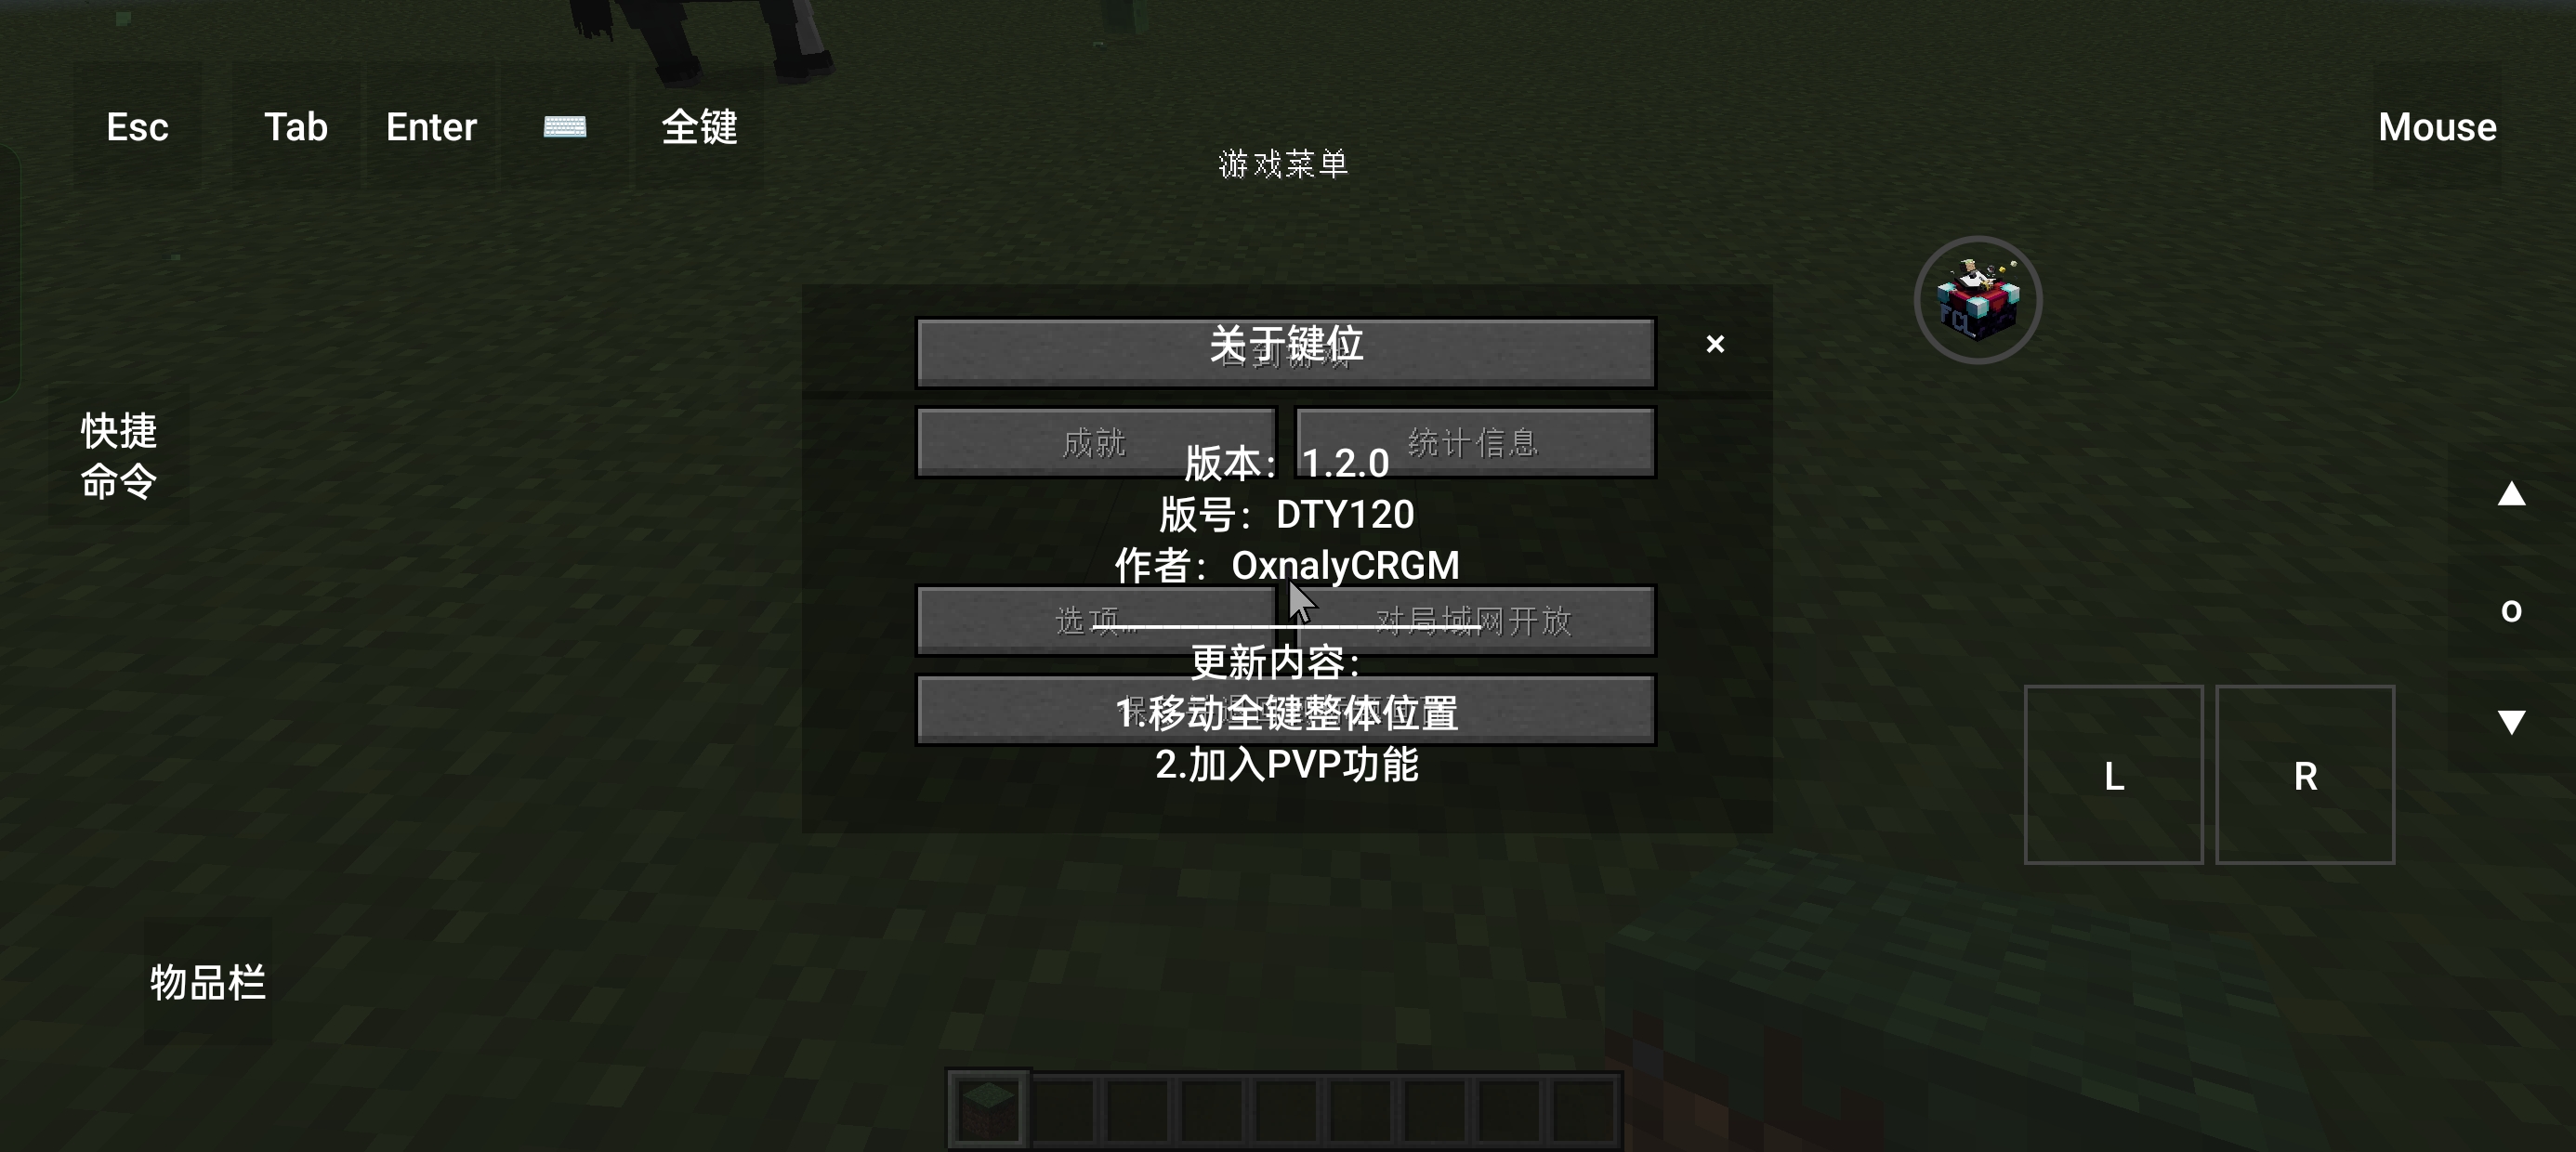 Esc
Tab
Enter
全键
Mouse
游戏菜单
FCL
关于键位
×
回到游戏
成就
统计信息
快捷
命令
版本：1.2.0
版号：DTY120
作者：OxnalyCRGM
选项...
对局域网开放
更新内容：
1.移动全键整体位置
2.加入PVP功能
▲
o
▼
L
R
物品栏